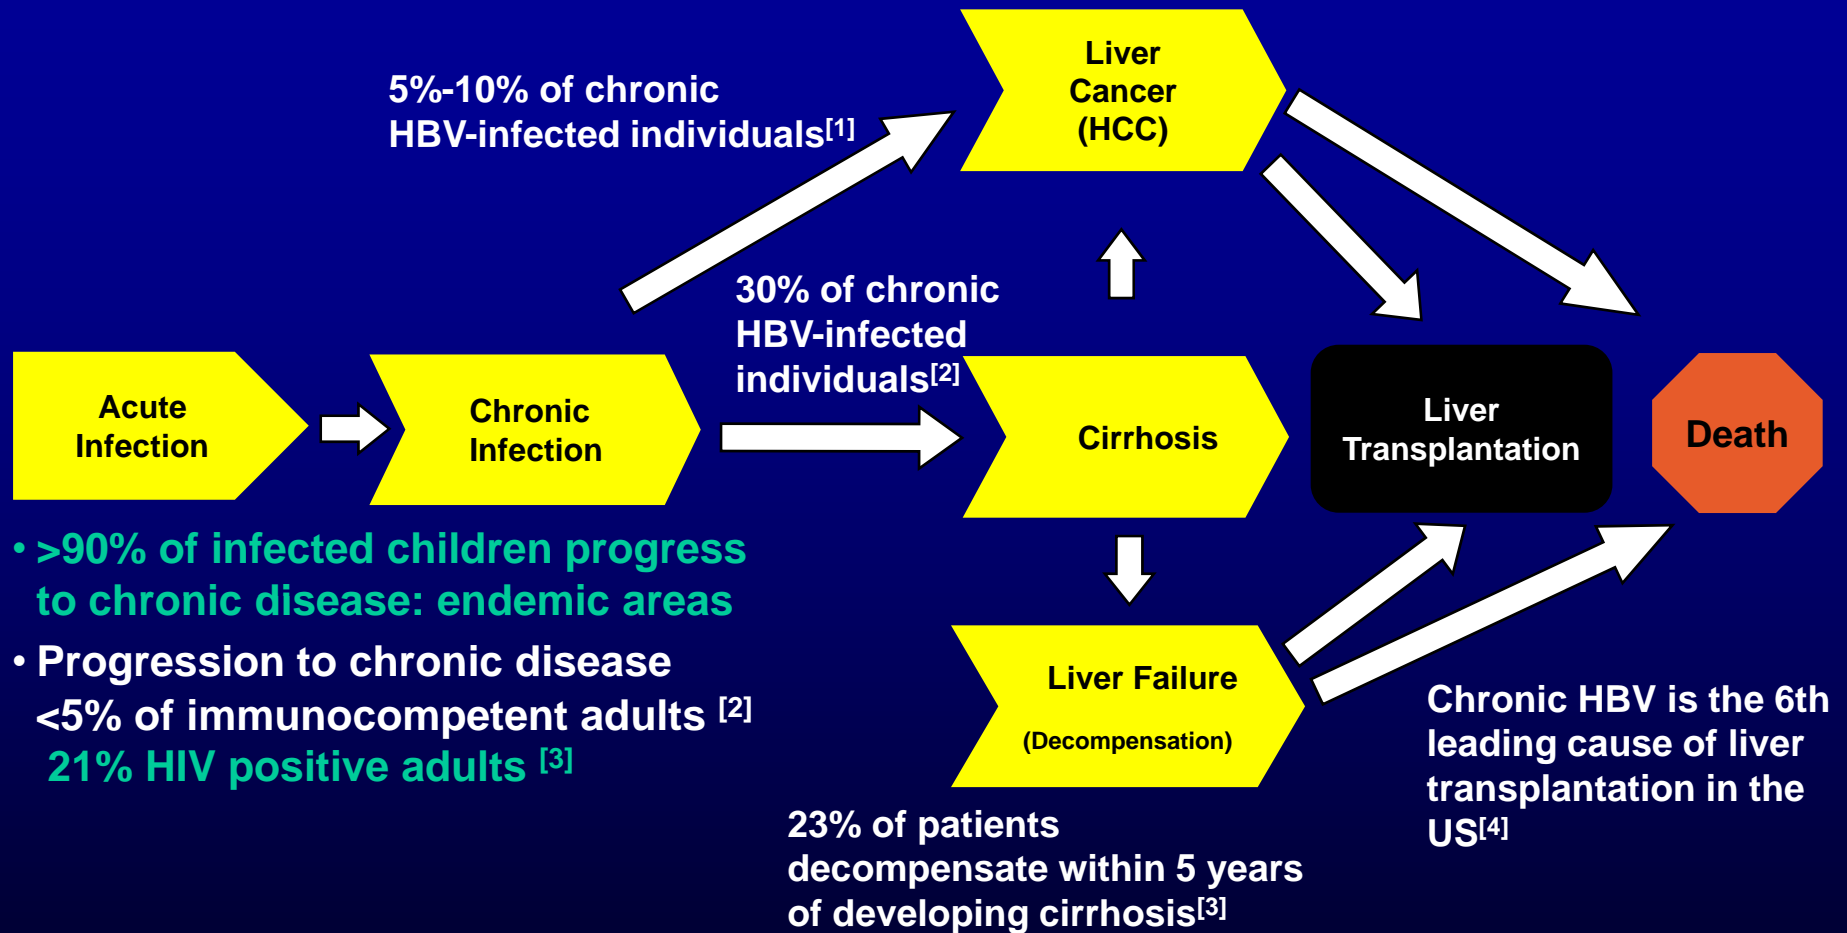 Liver
Cancer
(HCC)
5%-10% of chronic
HBV-infected individuals[1]
30% of chronic
HBV-infected
individuals[2]
Acute
Infection
Chronic
Infection
Cirrhosis
Liver
Transplantation
Death
• >90% of infected children progress
to chronic disease: endemic areas
• Progression to chronic disease
<5% of immunocompetent adults [2]
21% HIV positive adults [3]
Liver Failure
(Decompensation)
Chronic HBV is the 6th
leading cause of liver
transplantation in the
US[4]
23% of patients
decompensate within 5 years
of developing cirrhosis[3]